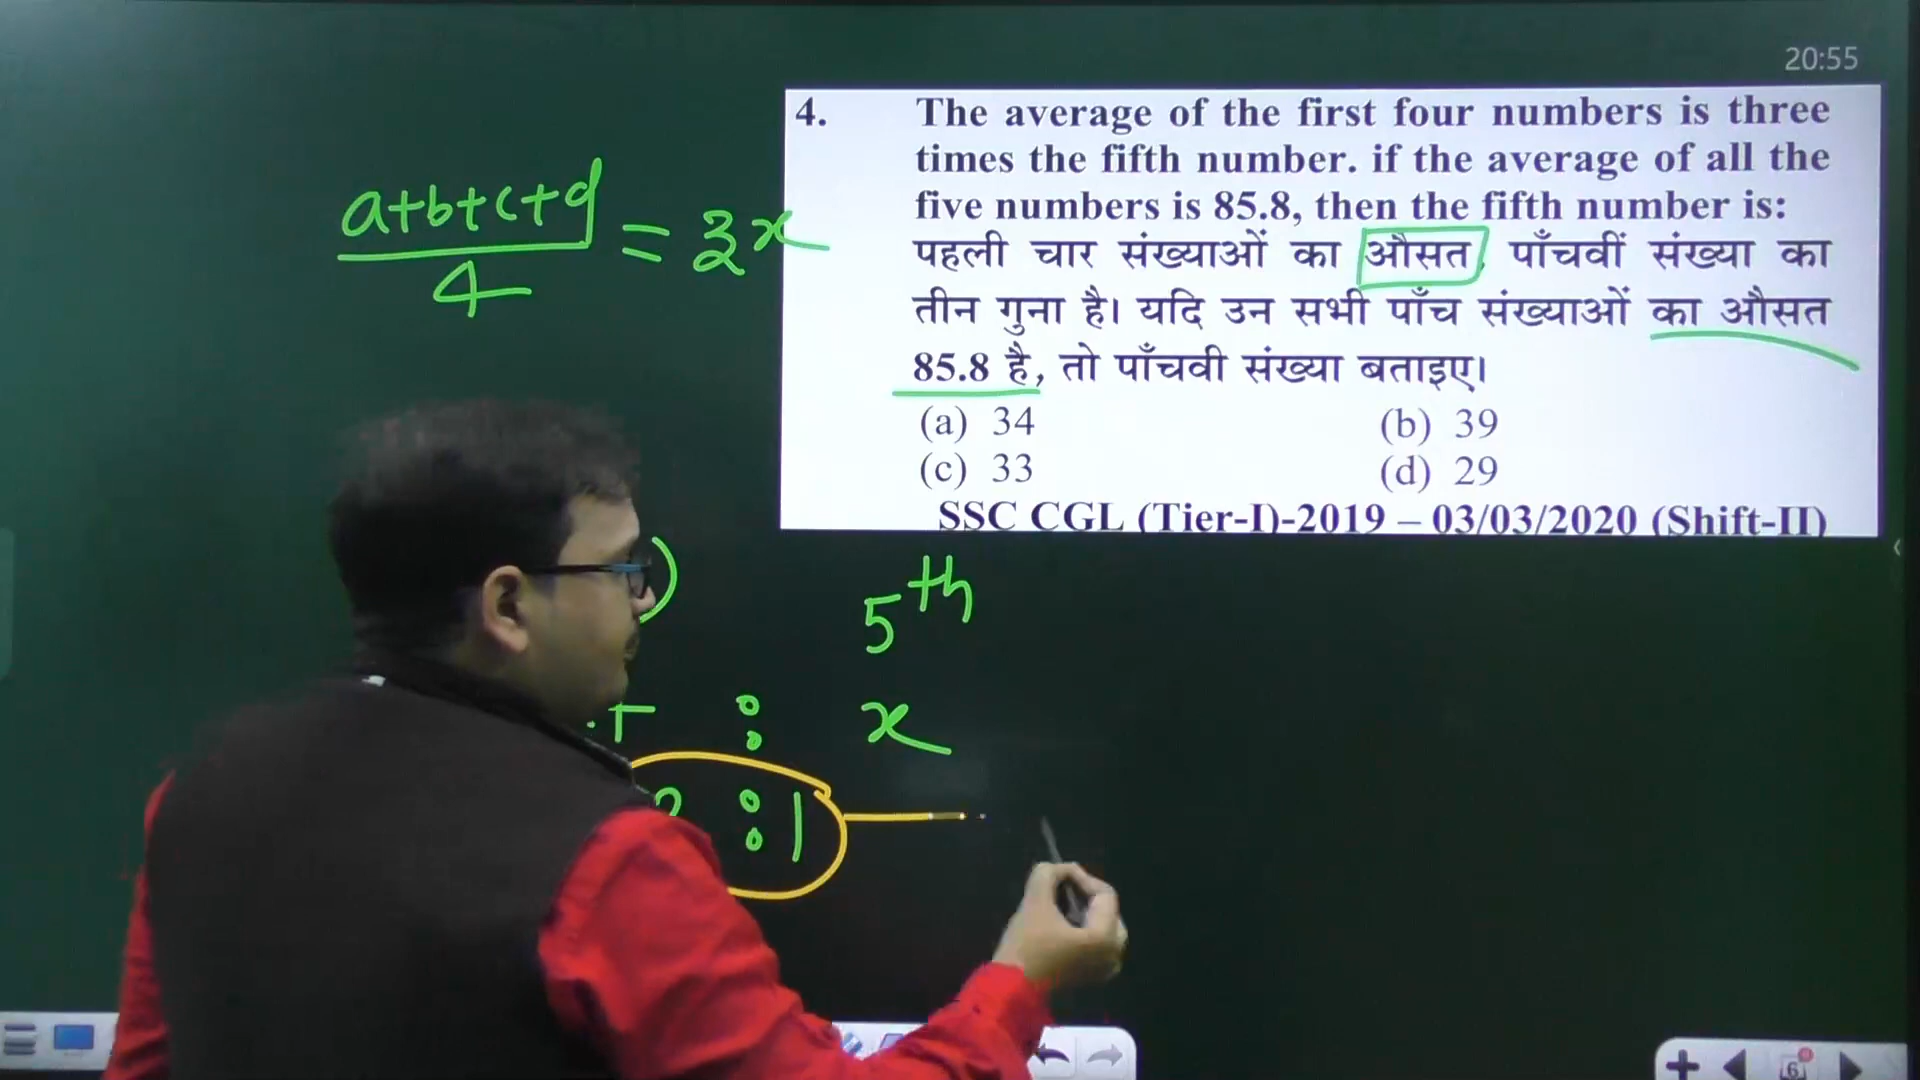 20:55
4. The average of the first four numbers is three
times the fifth number. if the average of all the
five numbers is 85.8, then the fifth number is:
पहली चार संख्याओं का औसत, पाँचवीं संख्या का
तीन गुना है। यदि उन सभी पाँच संख्याओं का औसत
85.8 है, तो पाँचवी संख्या बताइए।
(a) 34 (b) 39
(c) 33 (d) 29
SSC CGL (Tier-I)-2019 – 03/03/2020 (Shift-II)
a+b+c+d
4
= 3x
)
5th
: x
: 1
6